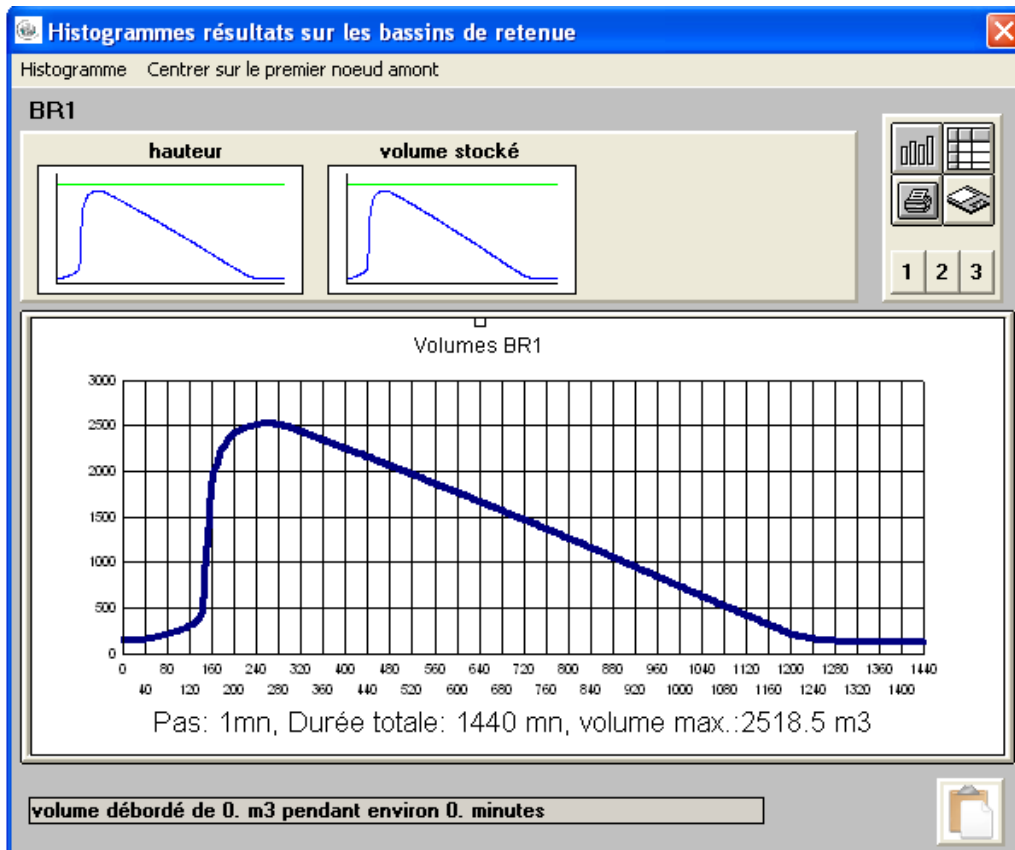 Histogrammes résultats sur les bassins de retenue
Histogramme Centrer sur le premier noeud amont
BR1
hauteur volume stocké
1 2 3
Volumes BR1
3000
2500
2000
1500
1000
500
0
0 80 160 240 320 400 480 560 640 720 800 880 960 1040 1120 1200 1280 1360 1440
40 120 200 280 360 440 520 600 680 760 840 920 1000 1080 1160 1240 1320 1400
Pas: 1mn, Durée totale: 1440 mn, volume max.:2518.5 m3
volume débordé de 0. m3 pendant environ 0. minutes